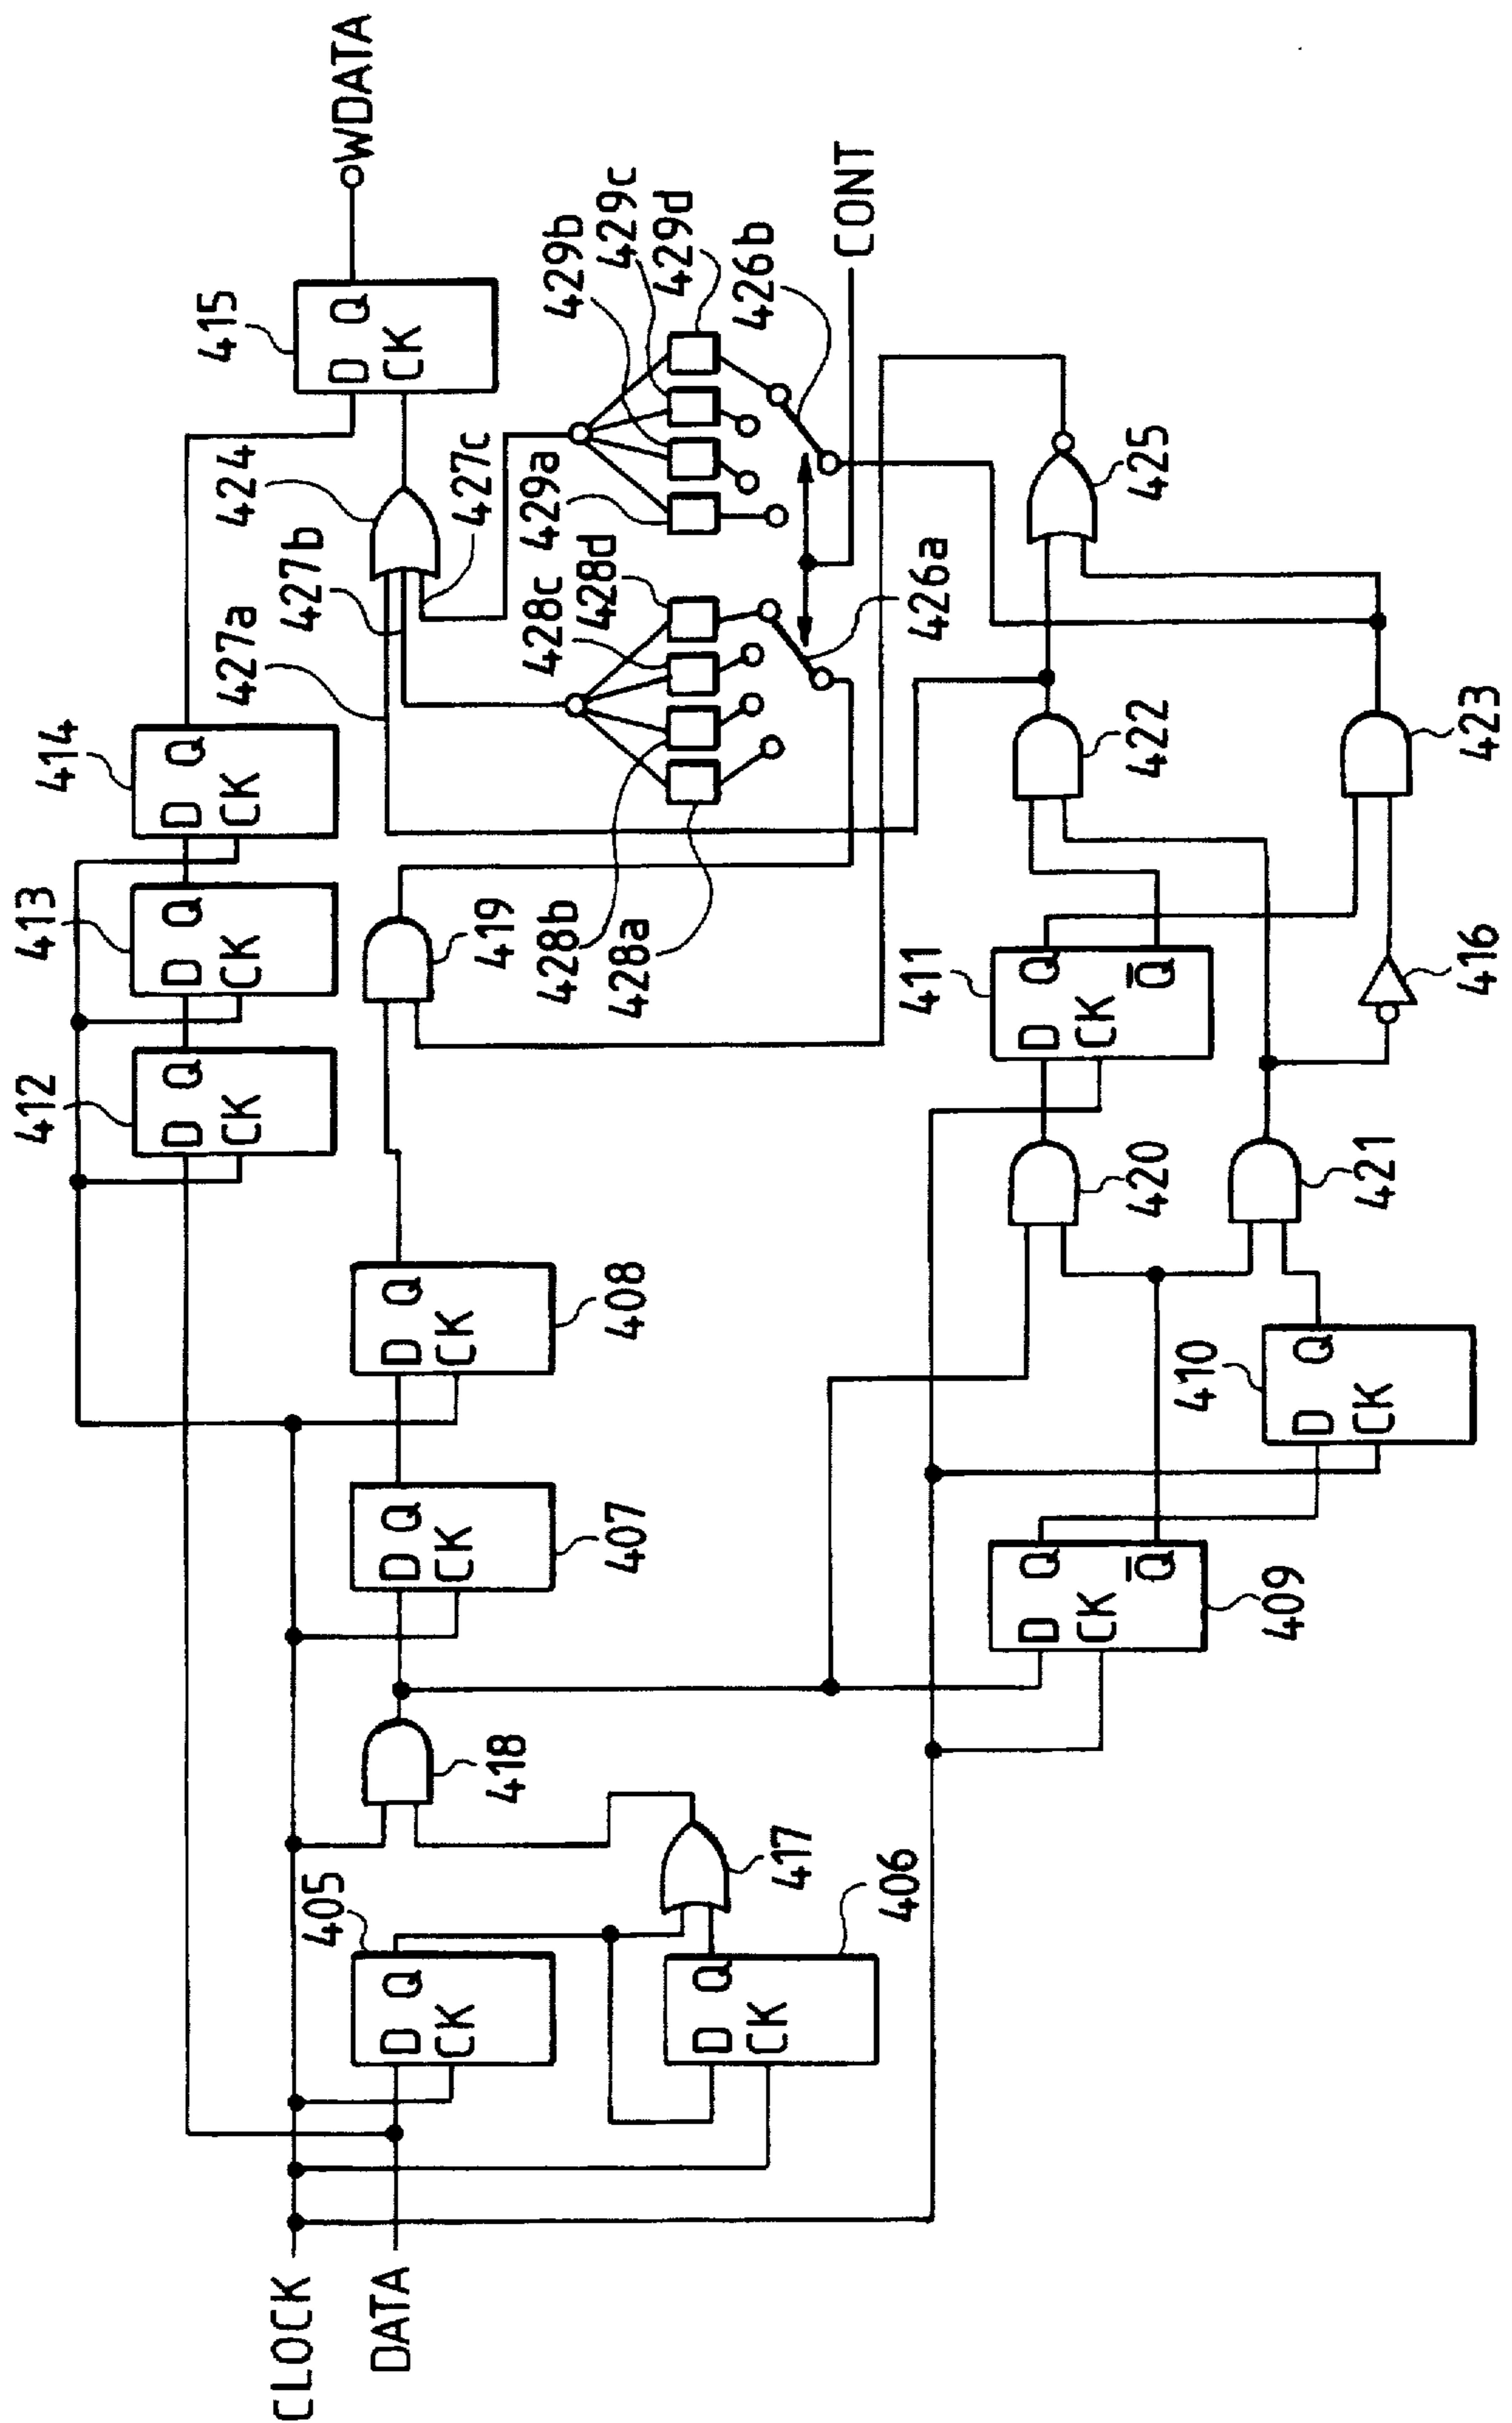 CLOCK
DATA
405
D Q
CK
406
D Q
CK
417
418
407
D Q
CK
408
D Q
CK
409
D Q
CK Q̅
410
D Q
CK
420
421
411
D Q
CK Q̅
416
422
423
425
412
D Q
CK
413
D Q
CK
414
D Q
CK
419
428b
428a
427a
427b
424
427c
428c
428d
429a
429b
429c
429d
426a
426b
CONT
415
D Q
CK
WDATA